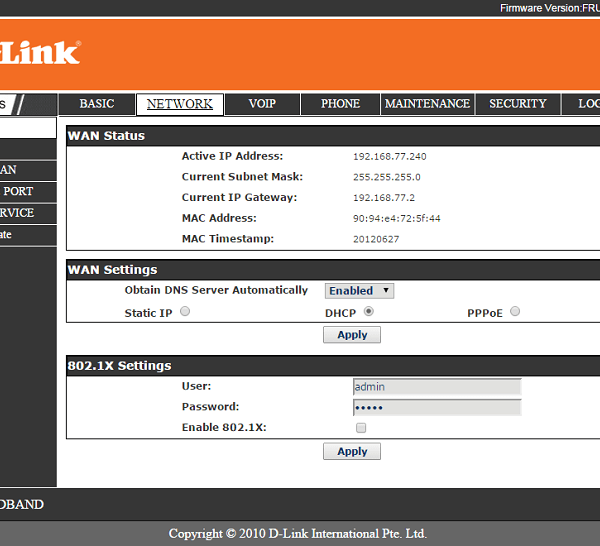 Firmware Version:FRU
Link®
S
BASIC NETWORK VOIP PHONE MAINTENANCE SECURITY LOG
AN
PORT
RVICE
ate
WAN Status
Active IP Address: 192.168.77.240
Current Subnet Mask: 255.255.255.0
Current IP Gateway: 192.168.77.2
MAC Address: 90:94:e4:72:5f:44
MAC Timestamp: 20120627
WAN Settings
Obtain DNS Server Automatically Enabled
Static IP DHCP PPPoE
Apply
802.1X Settings
User: admin
Password: •••••
Enable 802.1X:
Apply
DBAND
Copyright © 2010 D-Link International Pte. Ltd.